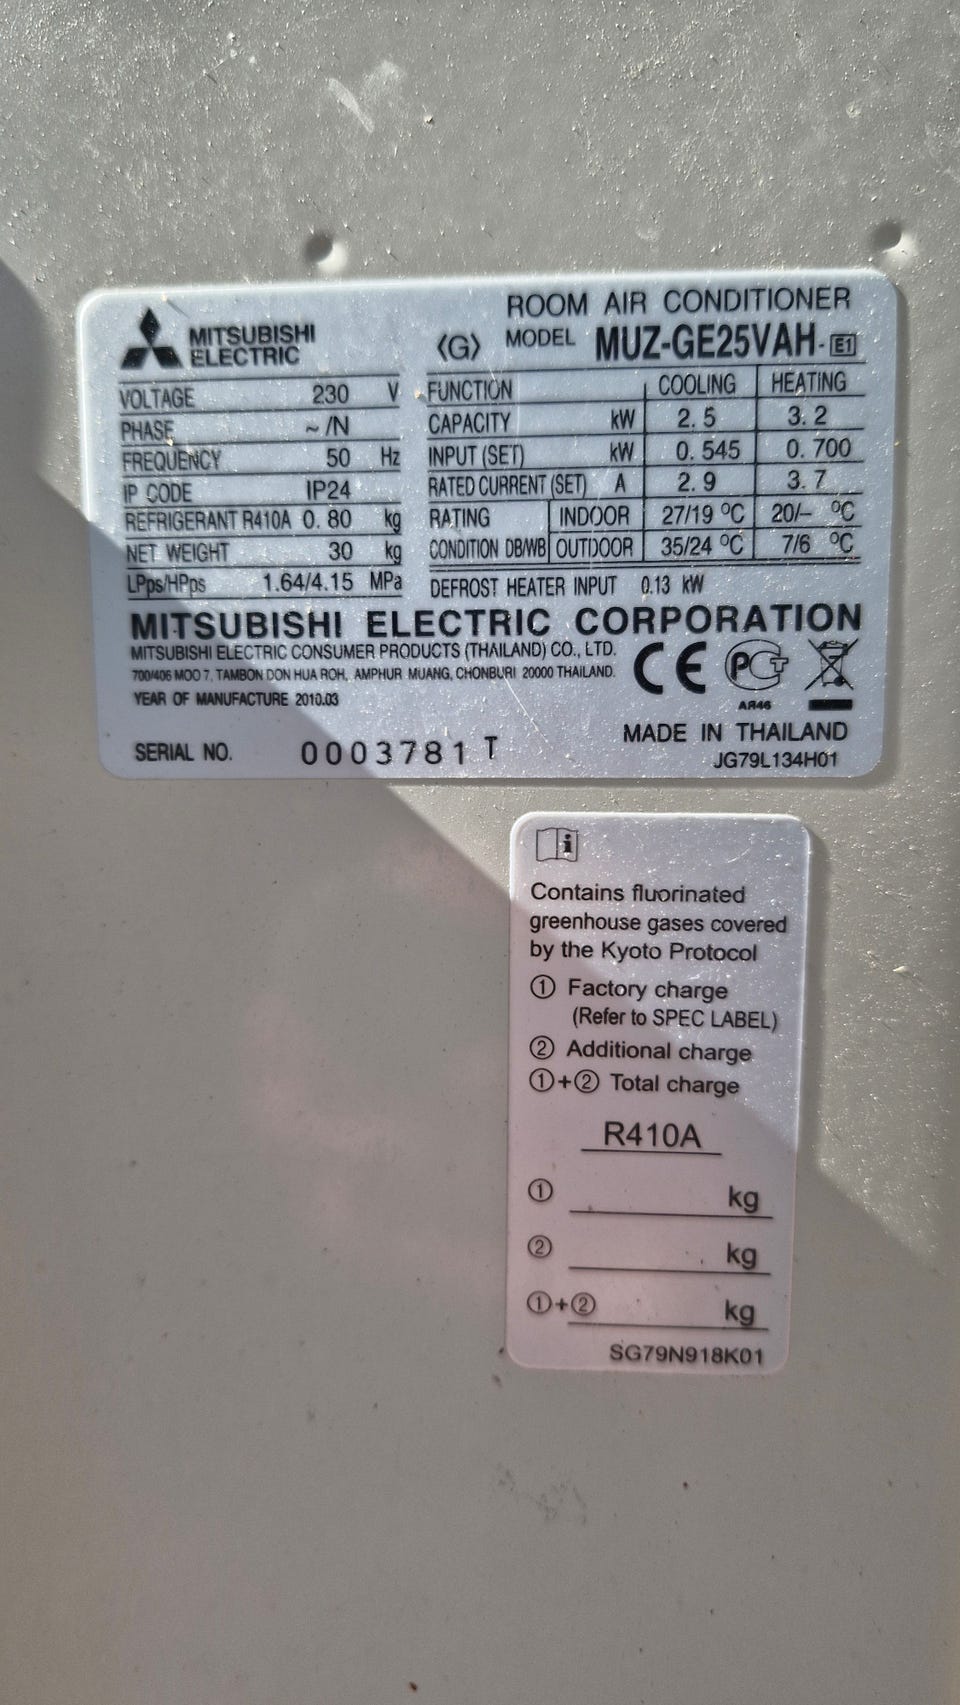 ROOM AIR CONDITIONER
MITSUBISHI
ELECTRIC
⟨G⟩ MODEL MUZ-GE25VAH- E1
VOLTAGE 230 V
PHASE ~/N
FREQUENCY 50 Hz
IP CODE IP24
REFRIGERANT R410A 0.80 kg
NET WEIGHT 30 kg
LPps/HPps 1.64/4.15 MPa
FUNCTION COOLING HEATING
CAPACITY kW 2.5 3.2
INPUT (SET) kW 0.545 0.700
RATED CURRENT (SET) A 2.9 3.7
RATING INDOOR 27/19 °C 20/– °C
CONDITION DB/WB OUTDOOR 35/24 °C 7/6 °C
DEFROST HEATER INPUT 0.13 kW
MITSUBISHI ELECTRIC CORPORATION
MITSUBISHI ELECTRIC CONSUMER PRODUCTS (THAILAND) CO., LTD.
700/406 MOO 7, TAMBON DON HUA ROH, AMPHUR MUANG, CHONBURI 20000 THAILAND.
YEAR OF MANUFACTURE 2010.03
CE PCT
AЯ46
SERIAL NO. 0003781 T
MADE IN THAILAND
JG79L134H01
i
Contains fluorinated
greenhouse gases covered
by the Kyoto Protocol
① Factory charge
(Refer to SPEC LABEL)
② Additional charge
①+② Total charge
R410A
① kg
② kg
①+② kg
SG79N918K01